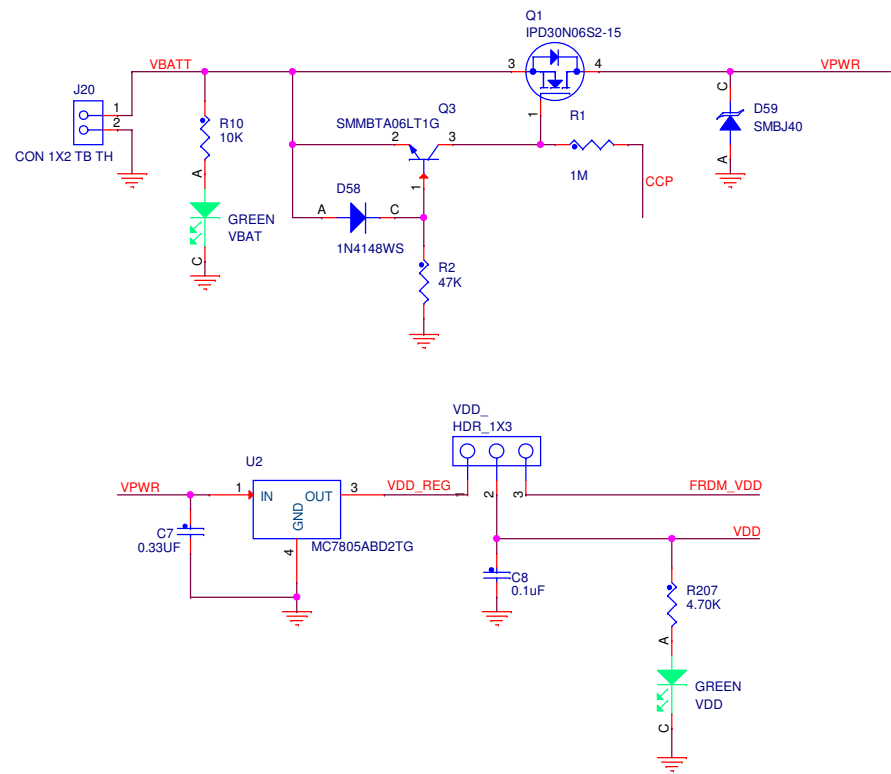 Q1
IPD30N06S2-15
VBATT
3
4
VPWR
J20
1
2
CON 1X2 TB TH
R10
10K
A
GREEN
VBAT
C
Q3
SMMBTA06LT1G
2
3
1
1
R1
1M
CCP
C
D59
SMBJ40
A
D58
A
C
1N4148WS
R2
47K
VDD_
HDR_1X3
U2
VPWR
1
IN
OUT
GND
3
VDD_REG
1
2
3
FRDM_VDD
C7
0.33UF
4
MC7805ABD2TG
VDD
C8
0.1uF
R207
4.70K
A
GREEN
VDD
C